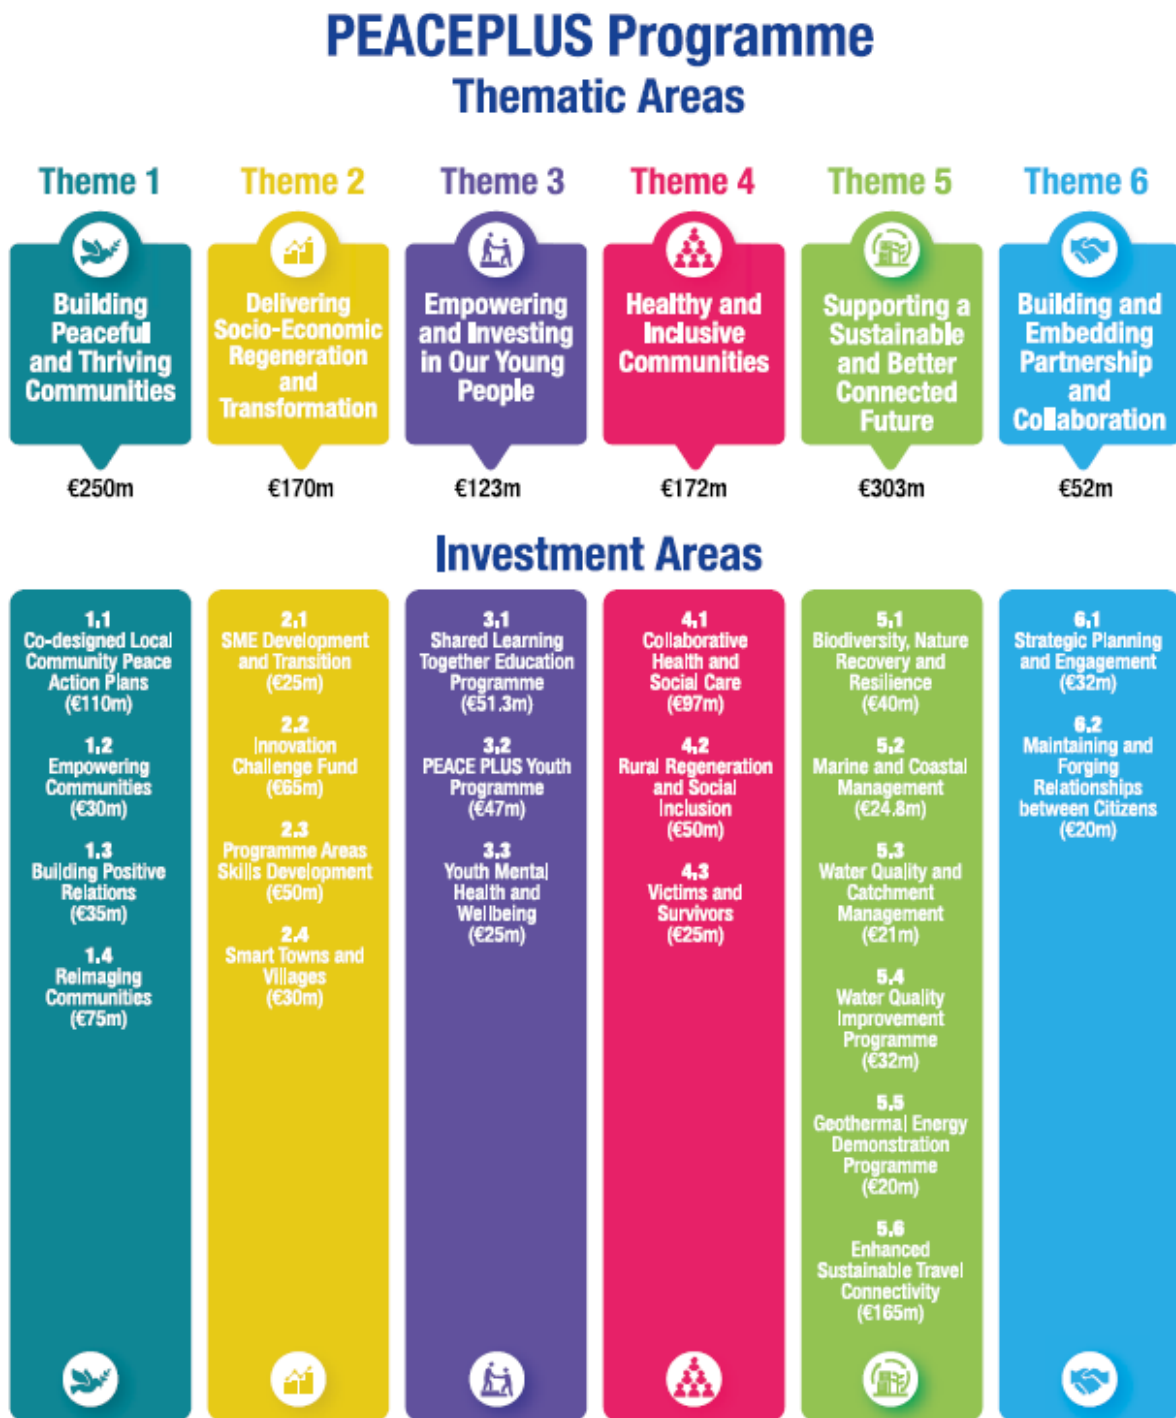 PEACEPLUS Programme
Thematic Areas
Theme 1
Building
Peaceful
and Thriving
Communities
€250m
Theme 2
Delivering
Socio-Economic
Regeneration
and
Transformation
€170m
Theme 3
Empowering
and Investing
in Our Young
People
€123m
Theme 4
Healthy and
Inclusive
Communities
€172m
Theme 5
Supporting a
Sustainable
and Better
Connected
Future
€303m
Theme 6
Building and
Embedding
Partnership
and
Collaboration
€52m
Investment Areas
1.1
Co-designed Local
Community Peace
Action Plans
(€110m)
1.2
Empowering
Communities
(€30m)
1.3
Building Positive
Relations
(€35m)
1.4
Reimaging
Communities
(€75m)
2.1
SME Development
and Transition
(€25m)
2.2
Innovation
Challenge Fund
(€65m)
2.3
Programme Areas
Skills Development
(€50m)
2.4
Smart Towns and
Villages
(€30m)
3.1
Shared Learning
Together Education
Programme
(€51.3m)
3.2
PEACE PLUS Youth
Programme
(€47m)
3.3
Youth Mental
Health and
Wellbeing
(€25m)
4.1
Collaborative
Health and
Social Care
(€97m)
4.2
Rural Regeneration
and Social
Inclusion
(€50m)
4.3
Victims and
Survivors
(€25m)
5.1
Biodiversity, Nature
Recovery and
Resilience
(€40m)
5.2
Marine and Coastal
Management
(€24.8m)
5.3
Water Quality and
Catchment
Management
(€21m)
5.4
Water Quality
Improvement
Programme
(€32m)
5.5
Geothermal Energy
Demonstration
Programme
(€20m)
5.6
Enhanced
Sustainable Travel
Connectivity
(€165m)
6.1
Strategic Planning
and Engagement
(€32m)
6.2
Maintaining and
Forging
Relationships
between Citizens
(€20m)